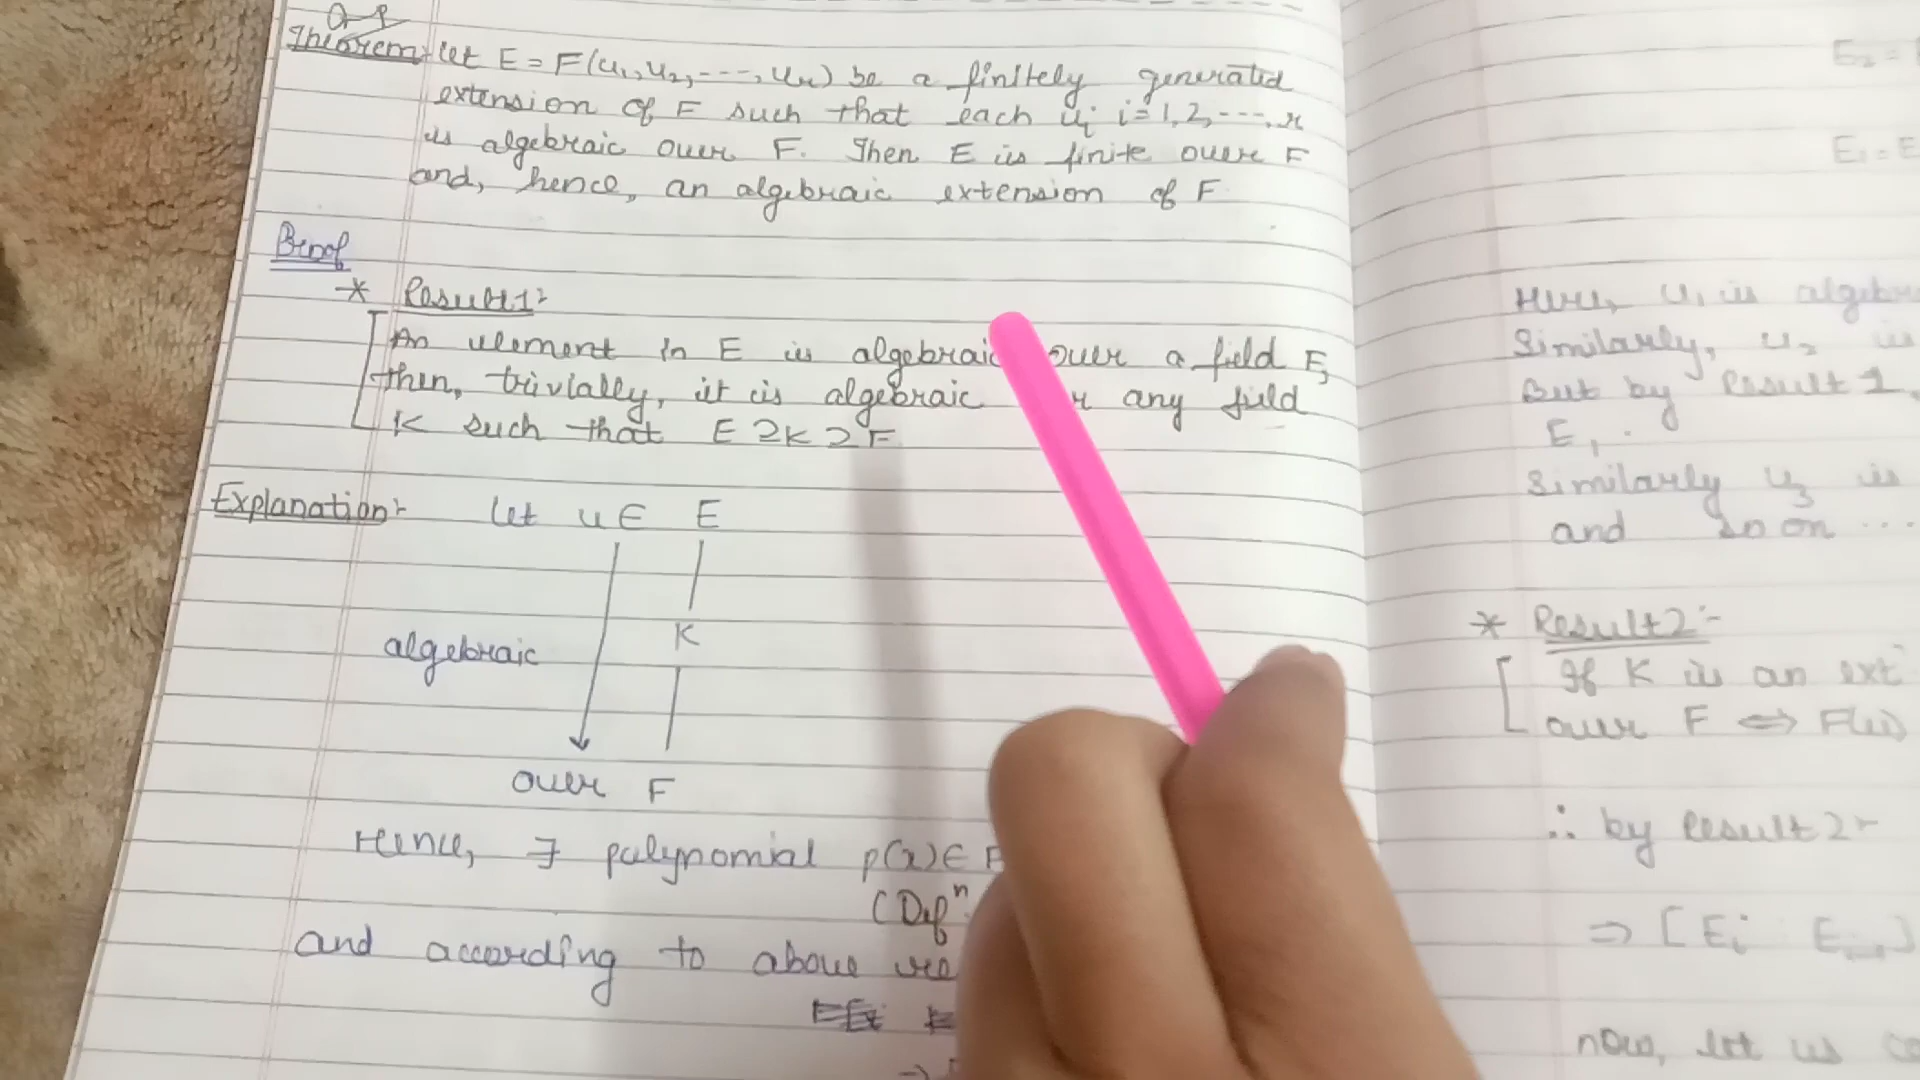 Theorem:- let E = F(u₁, u₂, ---, uᵣ) be a finitely generated
extension of F such that each uᵢ i = 1, 2, ---, r
is algebraic over F. Then E is finite over F
and, hence, an algebraic extension of F.
Proof
* Result 1:-
An element in E is algebraic over a field F,
then, trivially, it is algebraic any field
K such that E ⊇ K ⊇ F
Explanation:- let u ∈ E
K
algebraic
over F
Hence, ∃ polynomial p(x) ∈
(Defⁿ
and according to above
E₂ =
E₁ = E
Here, u₁ is
Similarly, u₂ is
But by Result 1,
E₁.
Similarly u₃ is
and so on ...
* Result 2:-
If K is an ext
over F ⟺ F(u)
∴ by result 2:-
⇒ [Eᵢ : Eᵢ₋₁]
now, let us